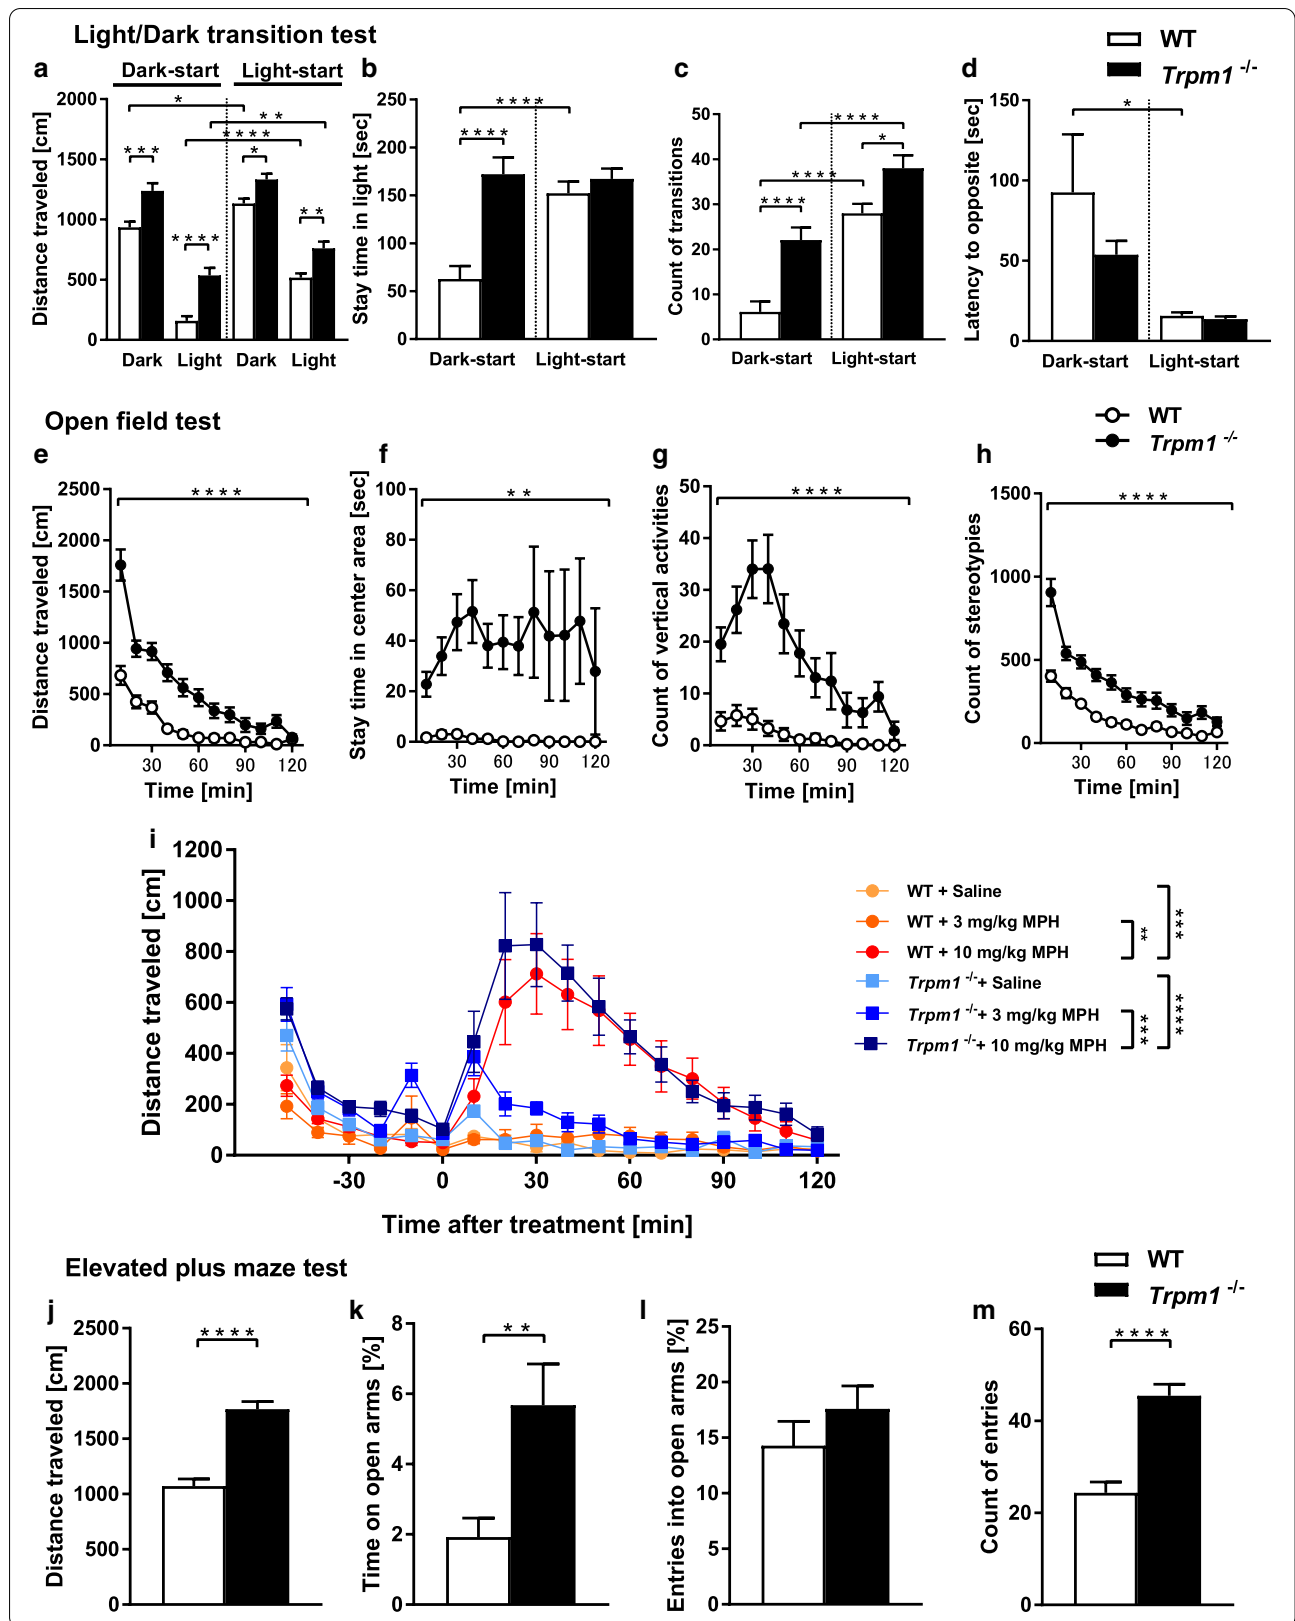 Light/Dark transition test
WT
Trpm1 -/-
a
Dark-start
Light-start
Distance traveled [cm]
2000
1500
1000
500
0
*
* *
* * * *
* * *
*
* * * *
* *
Dark Light Dark Light
b
Stay time in light [sec]
250
200
150
100
50
0
* * * *
* * * *
Dark-start Light-start
c
Count of transitions
50
40
30
20
10
0
* * * *
*
* * * *
* * * *
Dark-start Light-start
d
Latency to opposite [sec]
150
100
50
0
*
Dark-start Light-start
Open field test
WT
Trpm1 -/-
e
Distance traveled [cm]
2500
2000
1500
1000
500
0
* * * *
30 60 90 120
Time [min]
f
Stay time in center area [sec]
100
80
60
40
20
0
* *
30 60 90 120
Time [min]
g
Count of vertical activities
50
40
30
20
10
0
* * * *
30 60 90 120
Time [min]
h
Count of stereotypies
1500
1000
500
0
* * * *
30 60 90 120
Time [min]
i
Distance traveled [cm]
1200
1000
800
600
400
200
0
-30 0 30 60 90 120
Time after treatment [min]
WT + Saline
WT + 3 mg/kg MPH
WT + 10 mg/kg MPH
Trpm1 -/-+ Saline
Trpm1 -/-+ 3 mg/kg MPH
Trpm1 -/-+ 10 mg/kg MPH
**
***
***
****
Elevated plus maze test
WT
Trpm1 -/-
j
Distance traveled [cm]
2500
2000
1500
1000
500
0
* * * *
k
Time on open arms [%]
8
6
4
2
0
* *
l
Entries into open arms [%]
25
20
15
10
5
0
m
Count of entries
60
40
20
0
* * * *